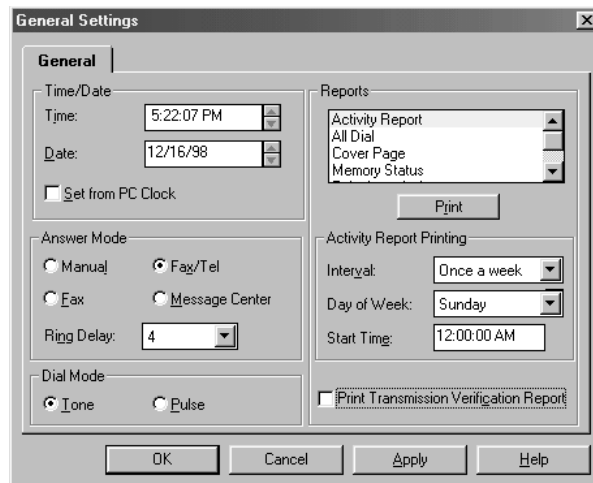 General Settings
General
Time/Date
Time: 5:22:07 PM
Date: 12/16/98
Set from PC Clock
Answer Mode
Manual Fax/Tel
Fax Message Center
Ring Delay: 4
Dial Mode
Tone Pulse
Reports
Activity Report
All Dial
Cover Page
Memory Status
Print
Activity Report Printing
Interval: Once a week
Day of Week: Sunday
Start Time: 12:00:00 AM
Print Transmission Verification Report
OK Cancel Apply Help